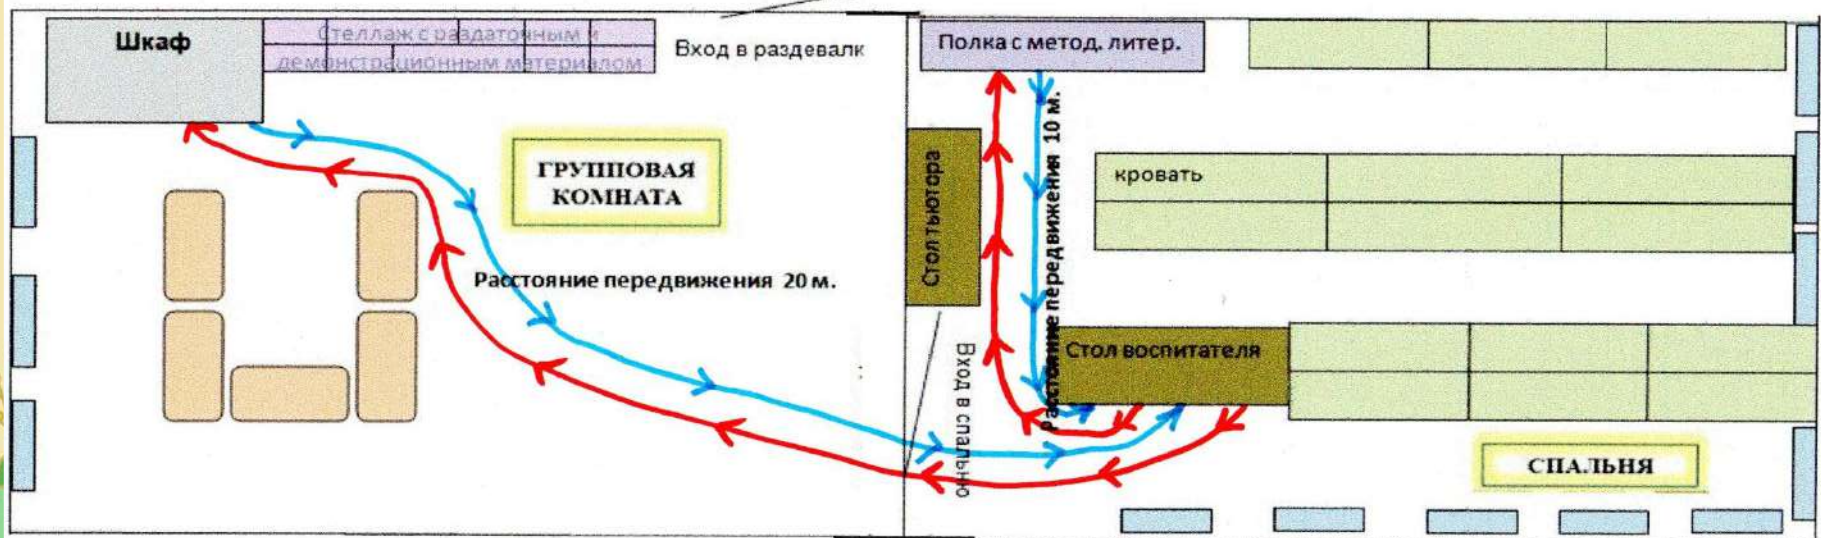 Шкаф
Стеллаж с раздаточным и
демонстрационным материалом
Вход в раздевалк
Полка с метод. литер.
ГРУППОВАЯ
КОМНАТА
Стол тьютора
Расстояние передвижения 10 м.
кровать
Расстояние передвижения 20 м.
Вход в спальню
Стол воспитателя
СПАЛЬНЯ